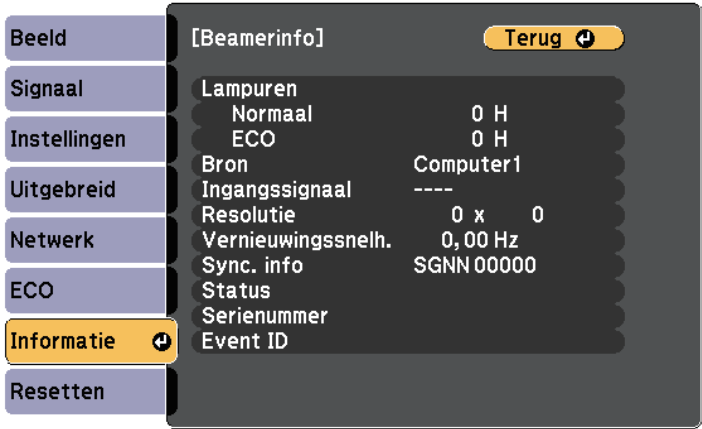 Beeld
Signaal
Instellingen
Uitgebreid
Netwerk
ECO
Informatie
Resetten
[Beamerinfo] Terug
Lampuren
Normaal 0 H
ECO 0 H
Bron Computer1
Ingangssignaal ----
Resolutie 0 x 0
Vernieuwingssnelh. 0,00 Hz
Sync. info SGNN 00000
Status
Serienummer
Event ID